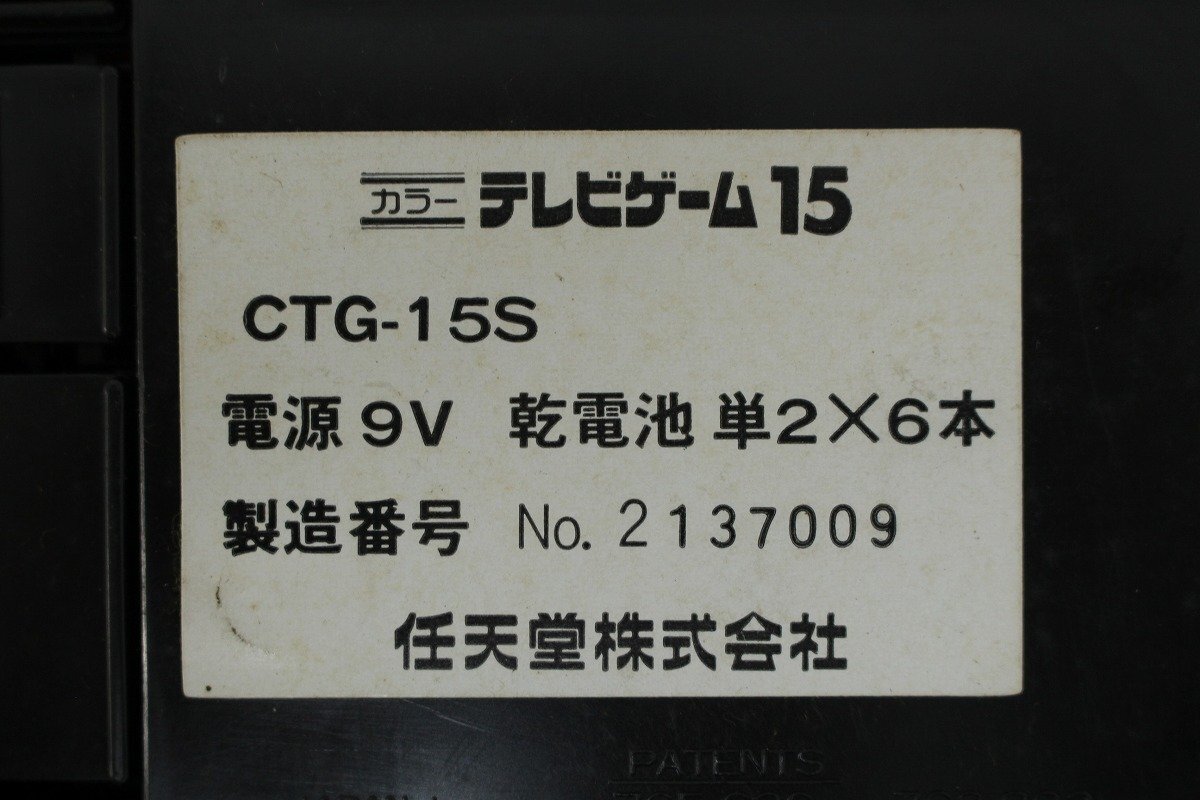 カラー テレビゲーム15
CTG-15S
電源 9V 乾電池 単2×6本
製造番号 No. 2137009
任天堂株式会社
PATENTS